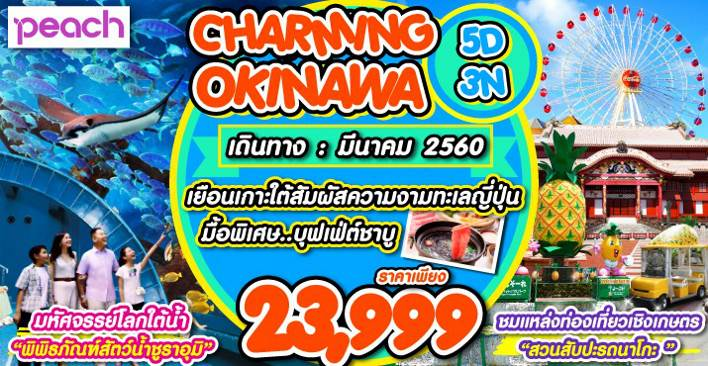 peach
CHARMMNG
OKINAWA
5D
3N
เดินทาง : มีนาคม 2560
เยือนเกาะใต้สัมผัสความงามทะเลญี่ปุ่น
มื้อพิเศษ..บุฟเฟ่ต์ชาบู
ราคาเพียง
23,999
มหัศจรรย์โลกใต้น้ำ
“พิพิธภัณฑ์สัตว์น้ำชูราอุมิ”
ชมแหล่งท่องเที่ยวเชิงเกษตร
“สวนสับปะรดนาโกะ ”
Coca-Cola